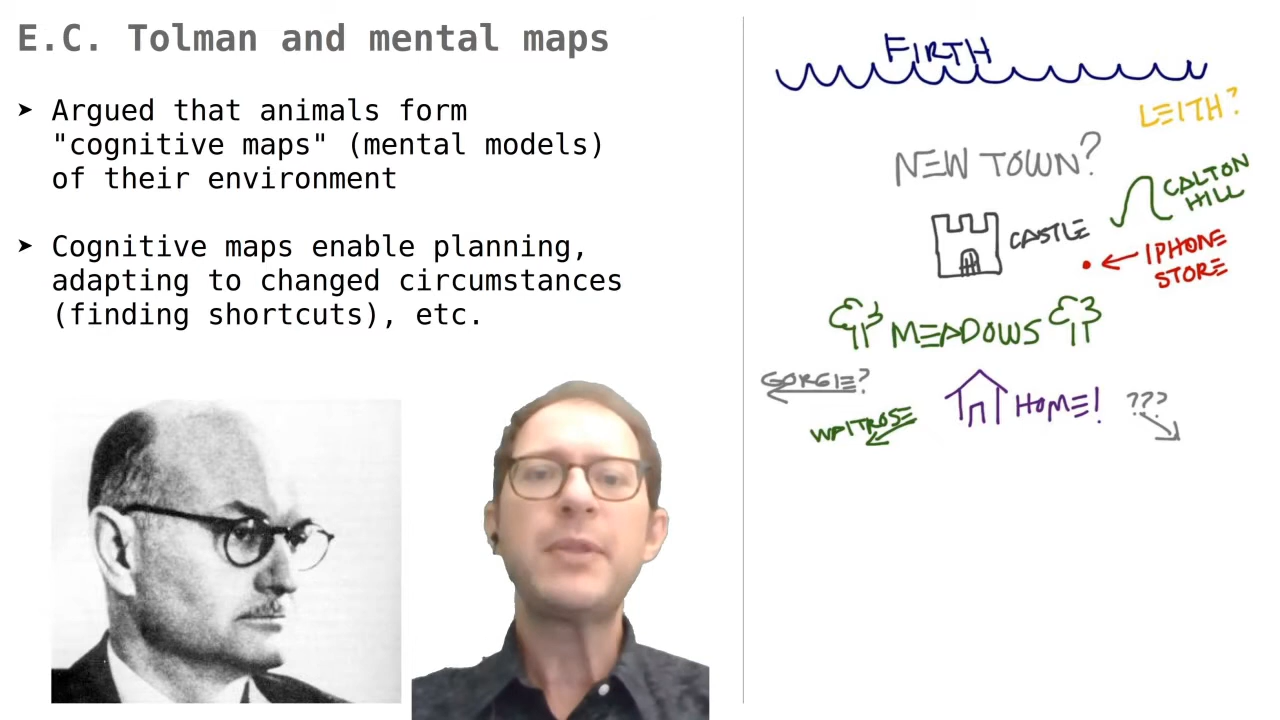 E.C. Tolman and mental maps
➤ Argued that animals form
"cognitive maps" (mental models)
of their environment
➤ Cognitive maps enable planning,
adapting to changed circumstances
(finding shortcuts), etc.
FIRTH
LEITH?
NEW TOWN?
CALTON
HILL
CASTLE
IPHONE
STORE
MEADOWS
GORGIE?
HOME!
???
WAITROSE